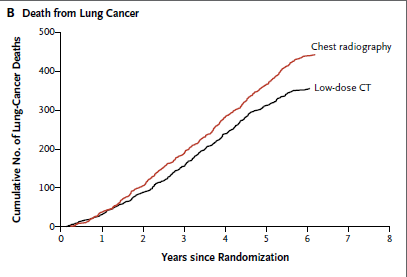 B Death from Lung Cancer
Cumulative No. of Lung-Cancer Deaths
500
400
300
200
100
0
Chest radiography
Low-dose CT
0 1 2 3 4 5 6 7 8
Years since Randomization